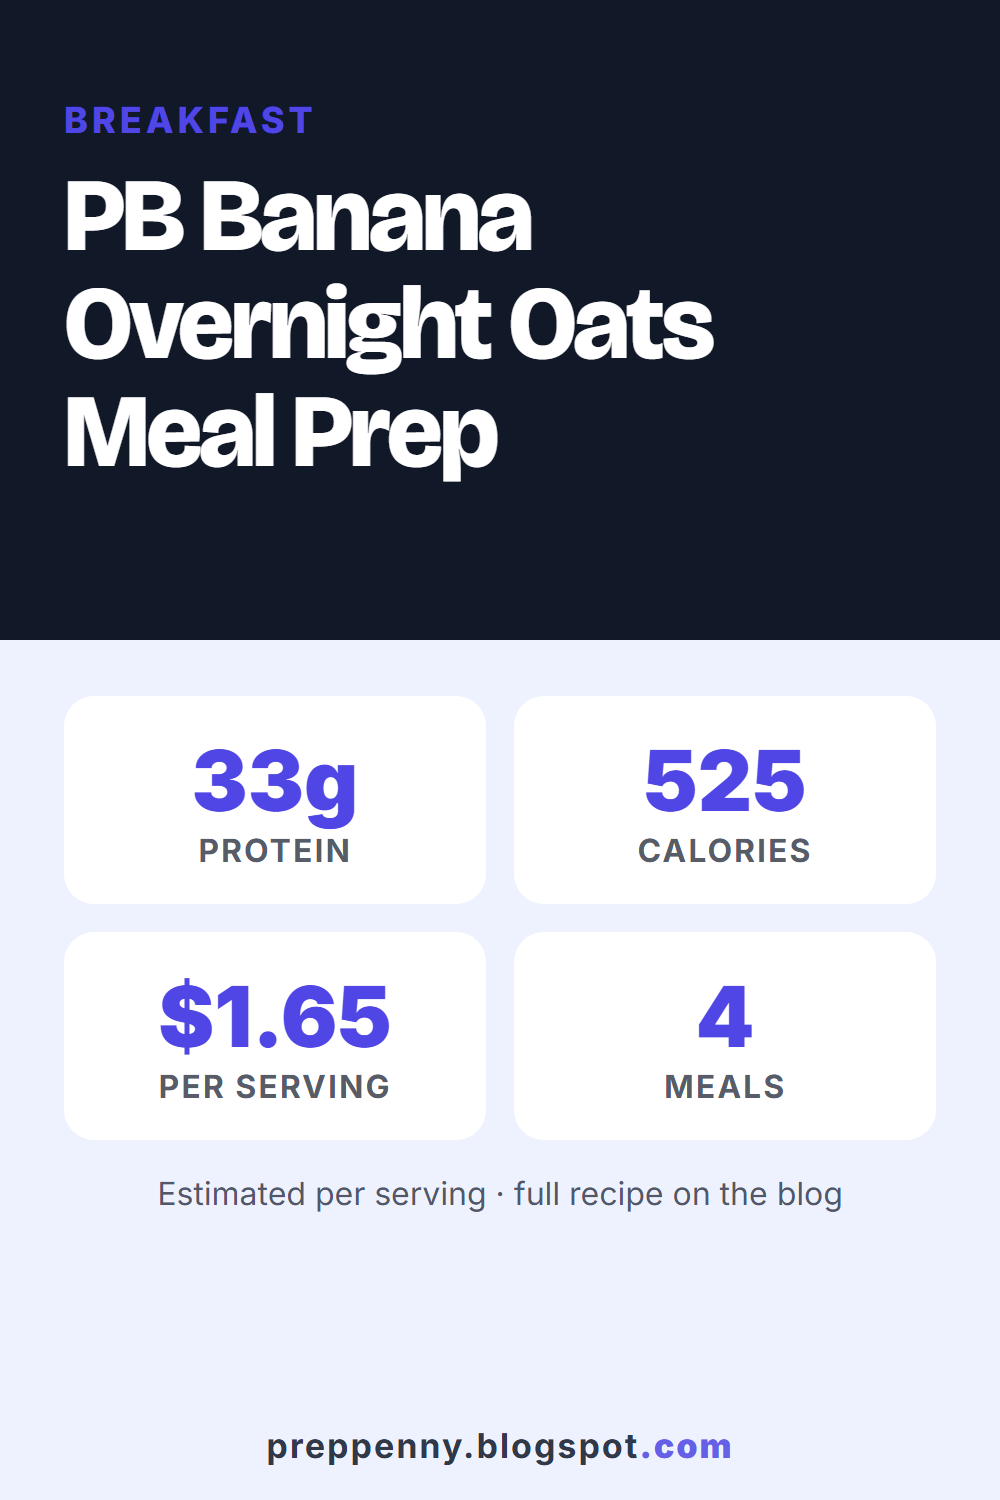 BREAKFAST
PB Banana
Overnight Oats
Meal Prep
33g
PROTEIN
525
CALORIES
$1.65
PER SERVING
4
MEALS
Estimated per serving · full recipe on the blog
preppenny.blogspot.com